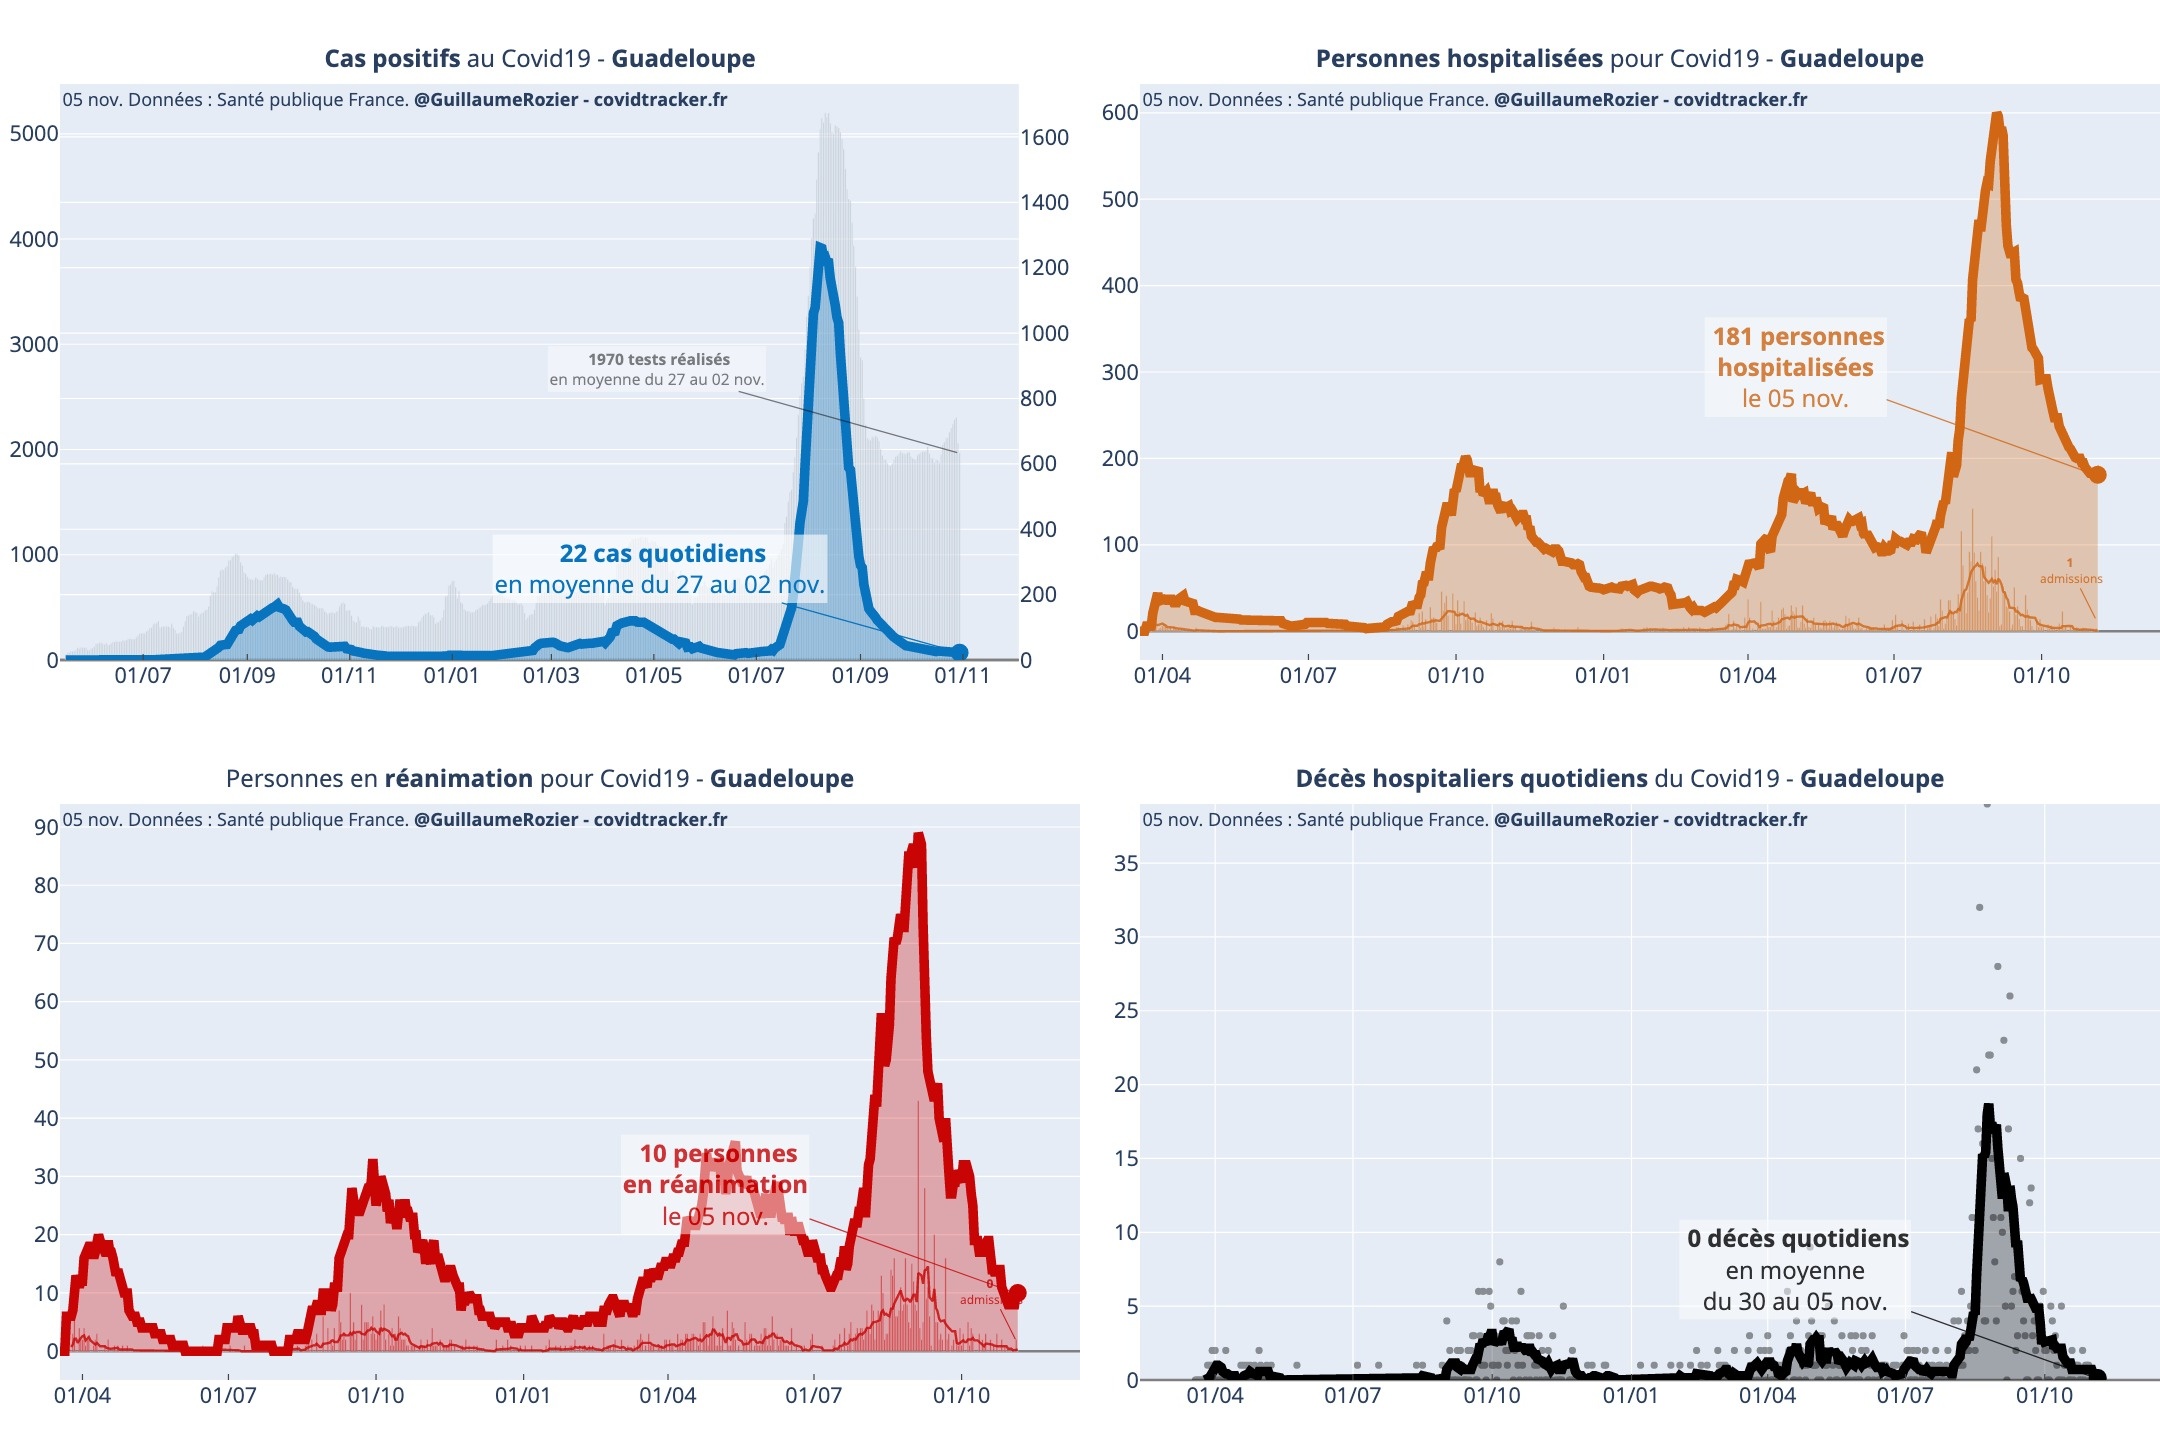 Cas positifs au Covid19 - Guadeloupe
05 nov. Données : Santé publique France. @GuillaumeRozier - covidtracker.fr
5000
4000
3000
2000
1000
0
1600
1400
1200
1000
800
600
400
200
0
1970 tests réalisés
en moyenne du 27 au 02 nov.
22 cas quotidiens
en moyenne du 27 au 02 nov.
01/07 01/09 01/11 01/01 01/03 01/05 01/07 01/09 01/11
Personnes hospitalisées pour Covid19 - Guadeloupe
05 nov. Données : Santé publique France. @GuillaumeRozier - covidtracker.fr
600
500
400
300
200
100
0
181 personnes
hospitalisées
le 05 nov.
1
admissions
01/04 01/07 01/10 01/01 01/04 01/07 01/10
Personnes en réanimation pour Covid19 - Guadeloupe
05 nov. Données : Santé publique France. @GuillaumeRozier - covidtracker.fr
90
80
70
60
50
40
30
20
10
0
10 personnes
en réanimation
le 05 nov.
0
admiss
01/04 01/07 01/10 01/01 01/04 01/07 01/10
Décès hospitaliers quotidiens du Covid19 - Guadeloupe
05 nov. Données : Santé publique France. @GuillaumeRozier - covidtracker.fr
35
30
25
20
15
10
5
0
0 décès quotidiens
en moyenne
du 30 au 05 nov.
01/04 01/07 01/10 01/01 01/04 01/07 01/10